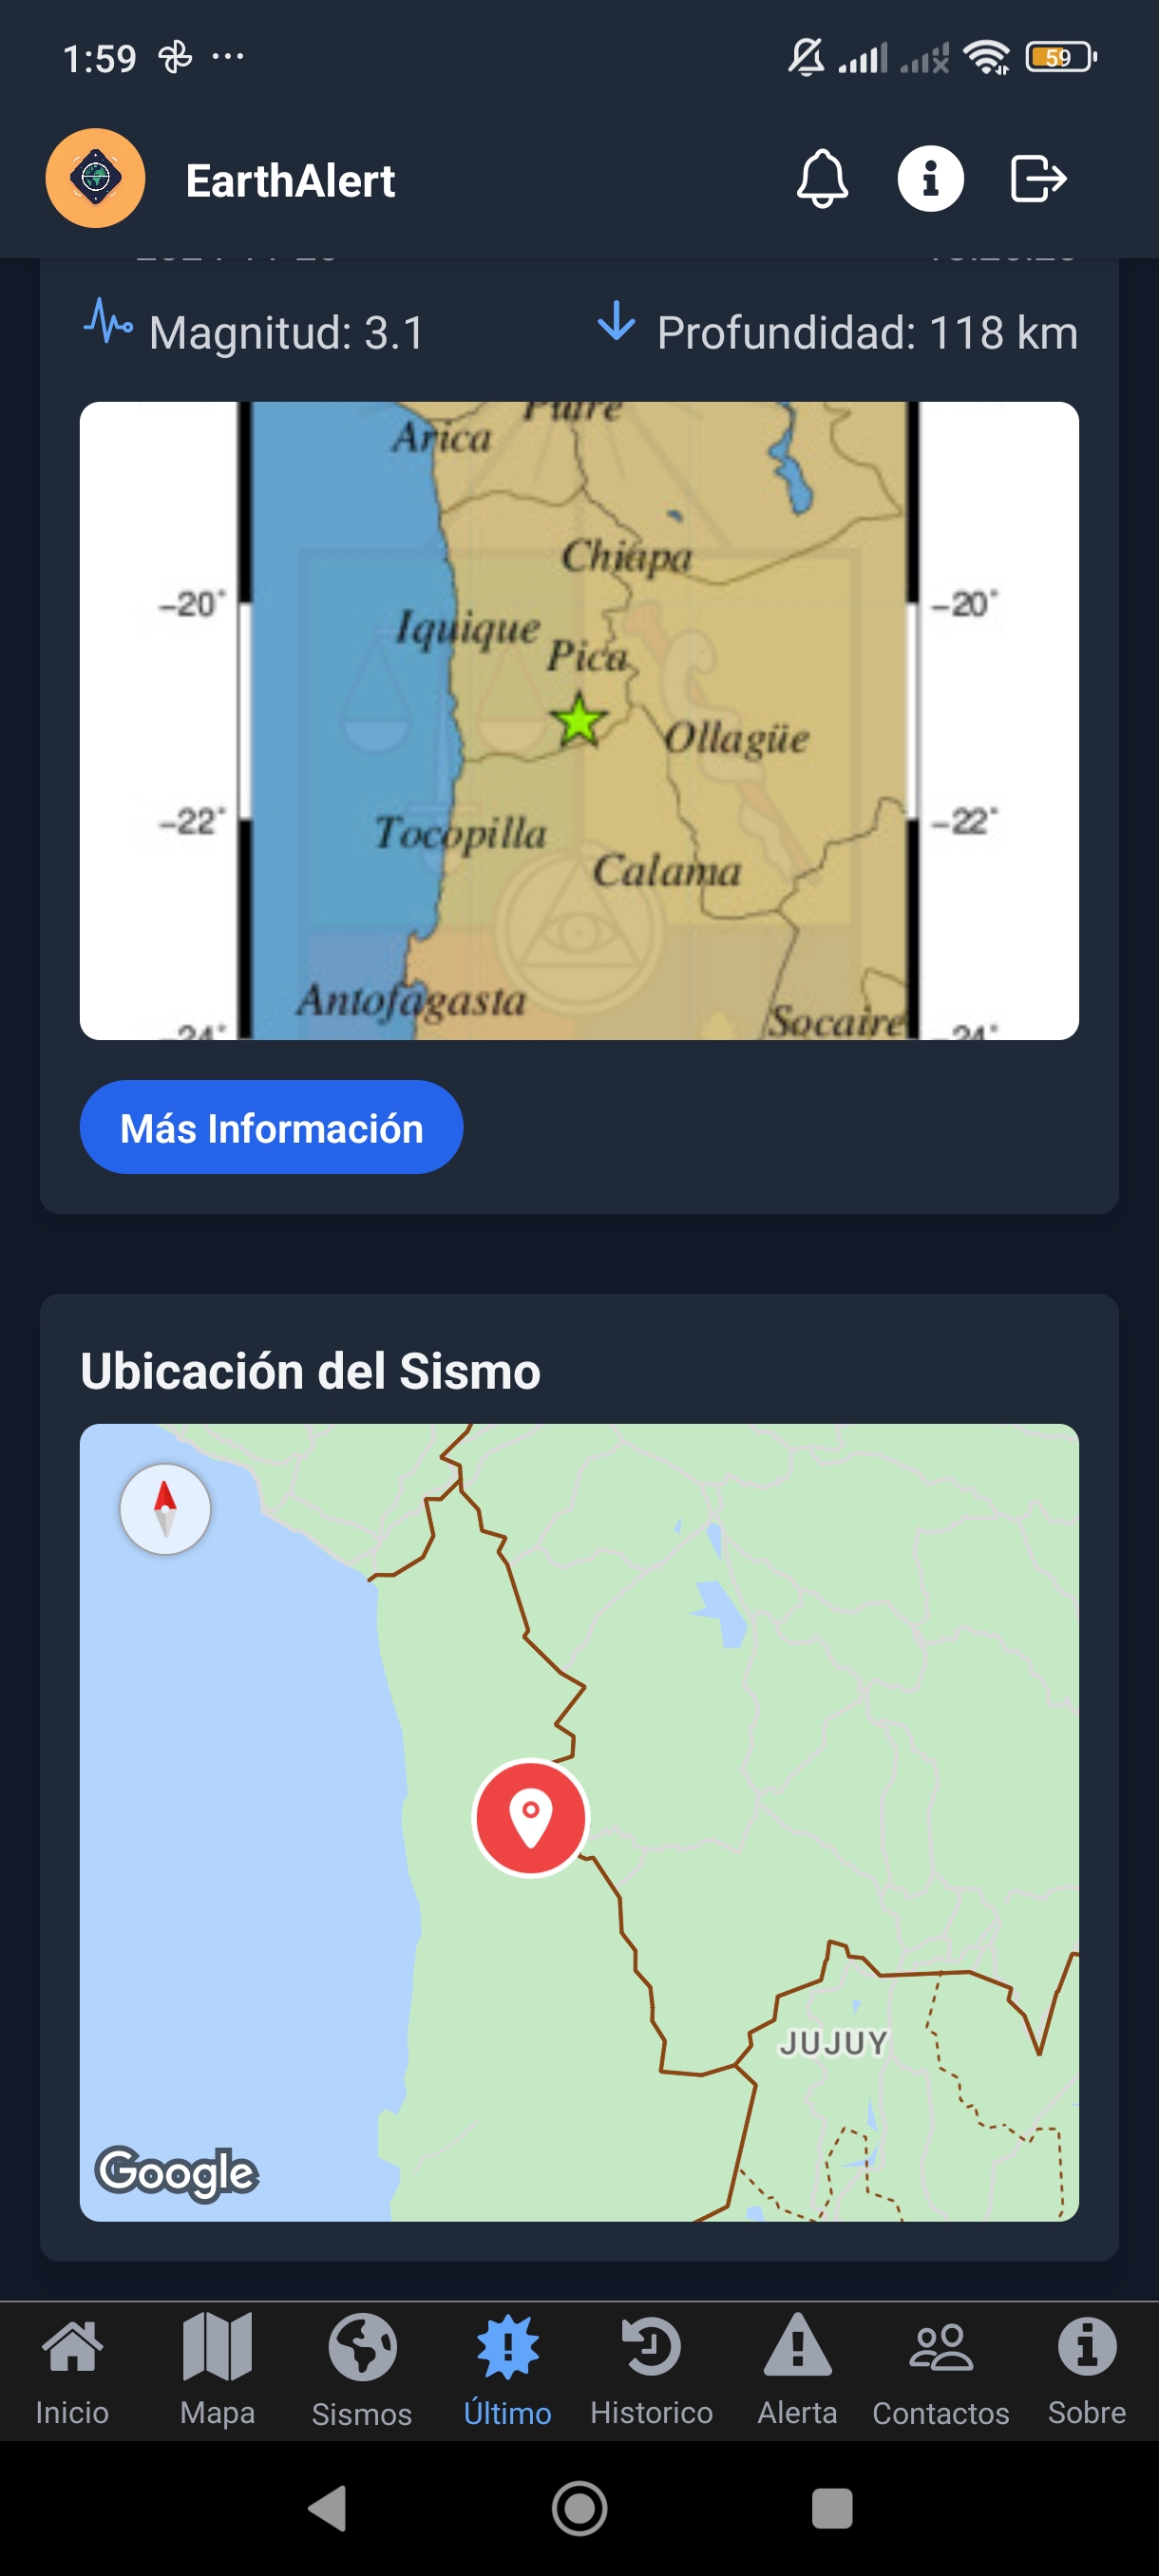 1:59 ...
59
EarthAlert
Magnitud: 3.1
Profundidad: 118 km
Putre
Arica
Chiapa
-20° -20°
Iquique
Pica
Ollagüe
-22° -22°
Tocopilla
Calama
Antofagasta
Socaire
-24° -24°
Más Información
Ubicación del Sismo
JUJUY
Google
Inicio Mapa Sismos Último Historico Alerta Contactos Sobre